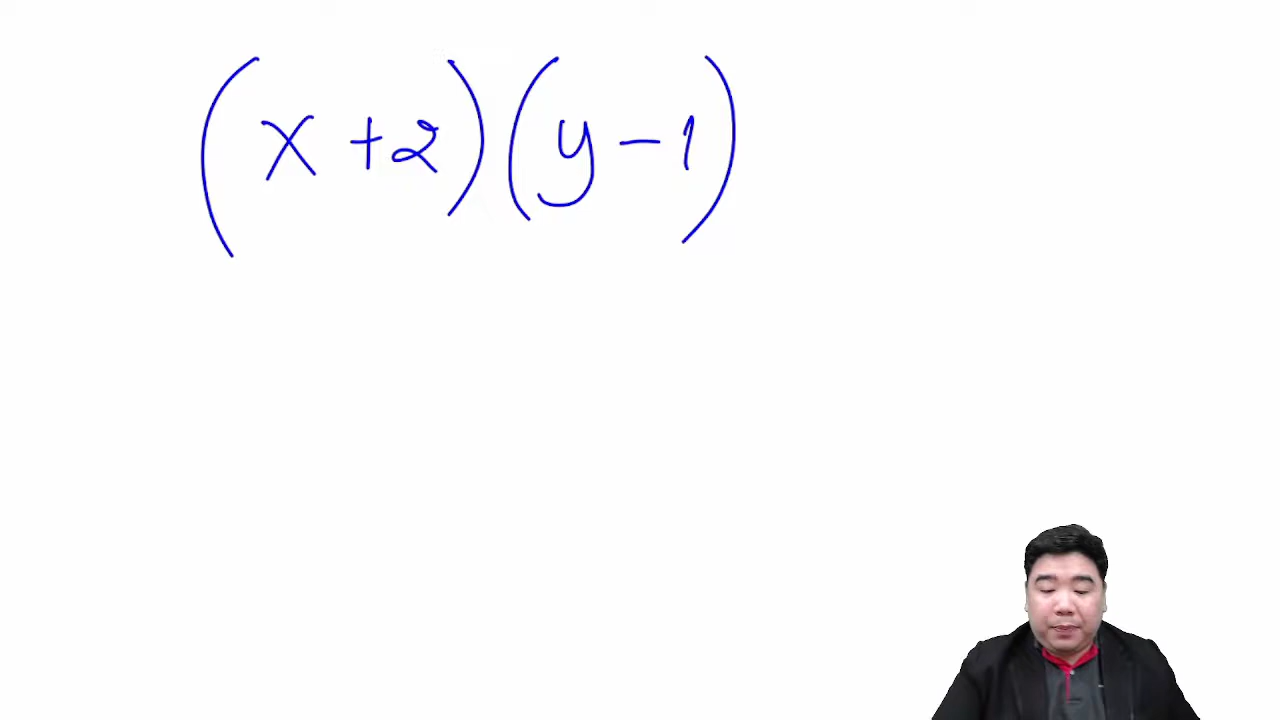 (x + 2)(y - 1)